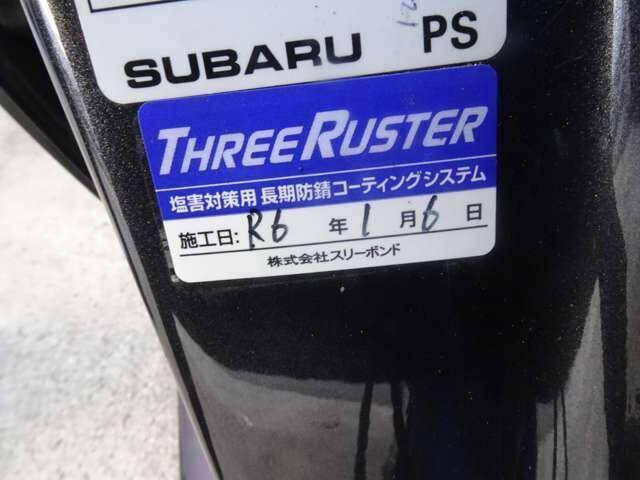 SUBARU PS
THREERUSTER
塩害対策用 長期防錆コーティングシステム
施工日: R6 年 1 月 6 日
株式会社スリーボンド